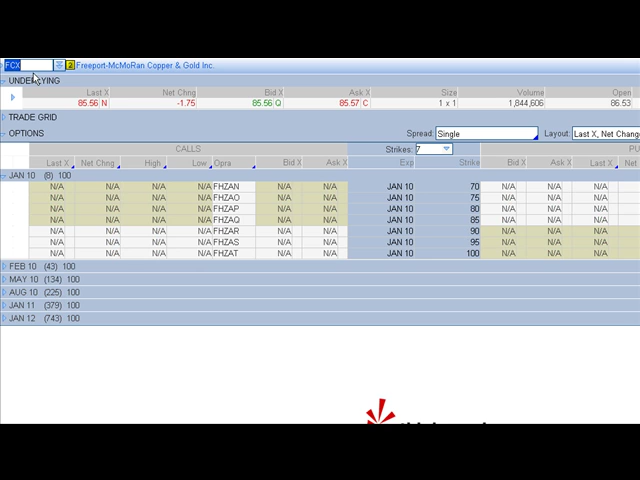 FCX 2 Freeport-McMoRan Copper & Gold Inc.
UNDERLYING
Last X Net Chng Bid X Ask X Size Volume Open
85.56 N -1.75 85.56 Q 85.57 C 1 x 1 1,844,606 86.53
TRADE GRID
OPTIONS Spread: Single Layout: Last X, Net Change
CALLS Strikes: 7
Last X Net Chng High Low Opra Bid X Ask X Exp Strike Bid X Ask X Last X Net
JAN 10 (8) 100
N/A N/A N/A N/A FHZAN N/A N/A JAN 10 70 N/A N/A N/A
N/A N/A N/A N/A FHZAO N/A N/A JAN 10 75 N/A N/A N/A
N/A N/A N/A N/A FHZAP N/A N/A JAN 10 80 N/A N/A N/A
N/A N/A N/A N/A FHZAQ N/A N/A JAN 10 85 N/A N/A N/A
N/A N/A N/A N/A FHZAR N/A N/A JAN 10 90 N/A N/A N/A
N/A N/A N/A N/A FHZAS N/A N/A JAN 10 95 N/A N/A N/A
N/A N/A N/A N/A FHZAT N/A N/A JAN 10 100 N/A N/A N/A
FEB 10 (43) 100
MAY 10 (134) 100
AUG 10 (225) 100
JAN 11 (379) 100
JAN 12 (743) 100